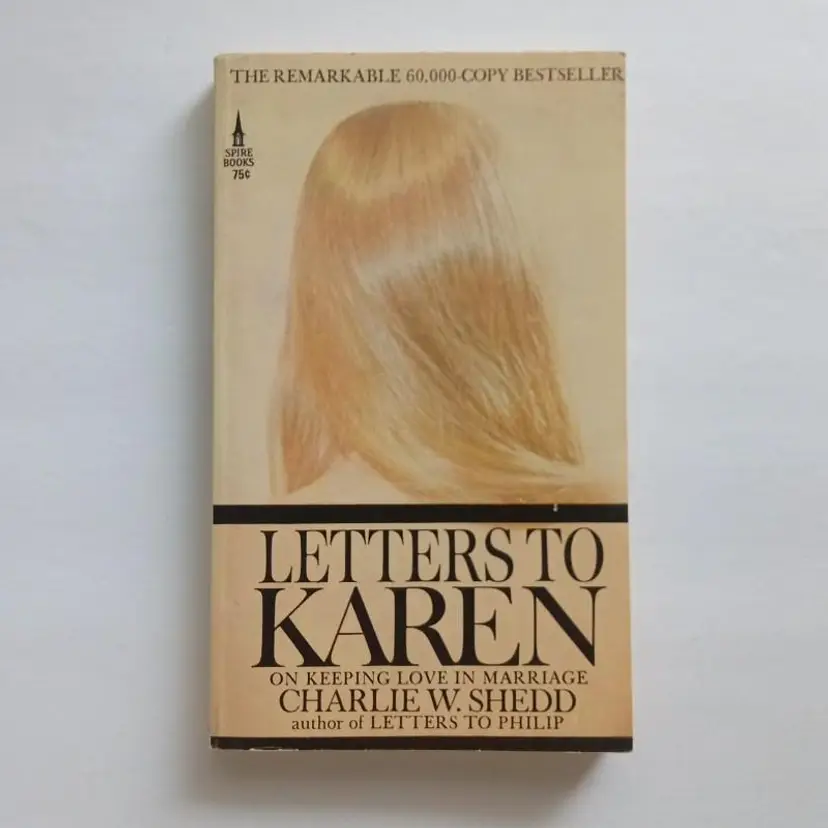 THE REMARKABLE 60,000-COPY BESTSELLER
SPIRE
BOOKS
75¢
LETTERS TO
KAREN
ON KEEPING LOVE IN MARRIAGE
CHARLIE W. SHEDD
author of LETTERS TO PHILIP